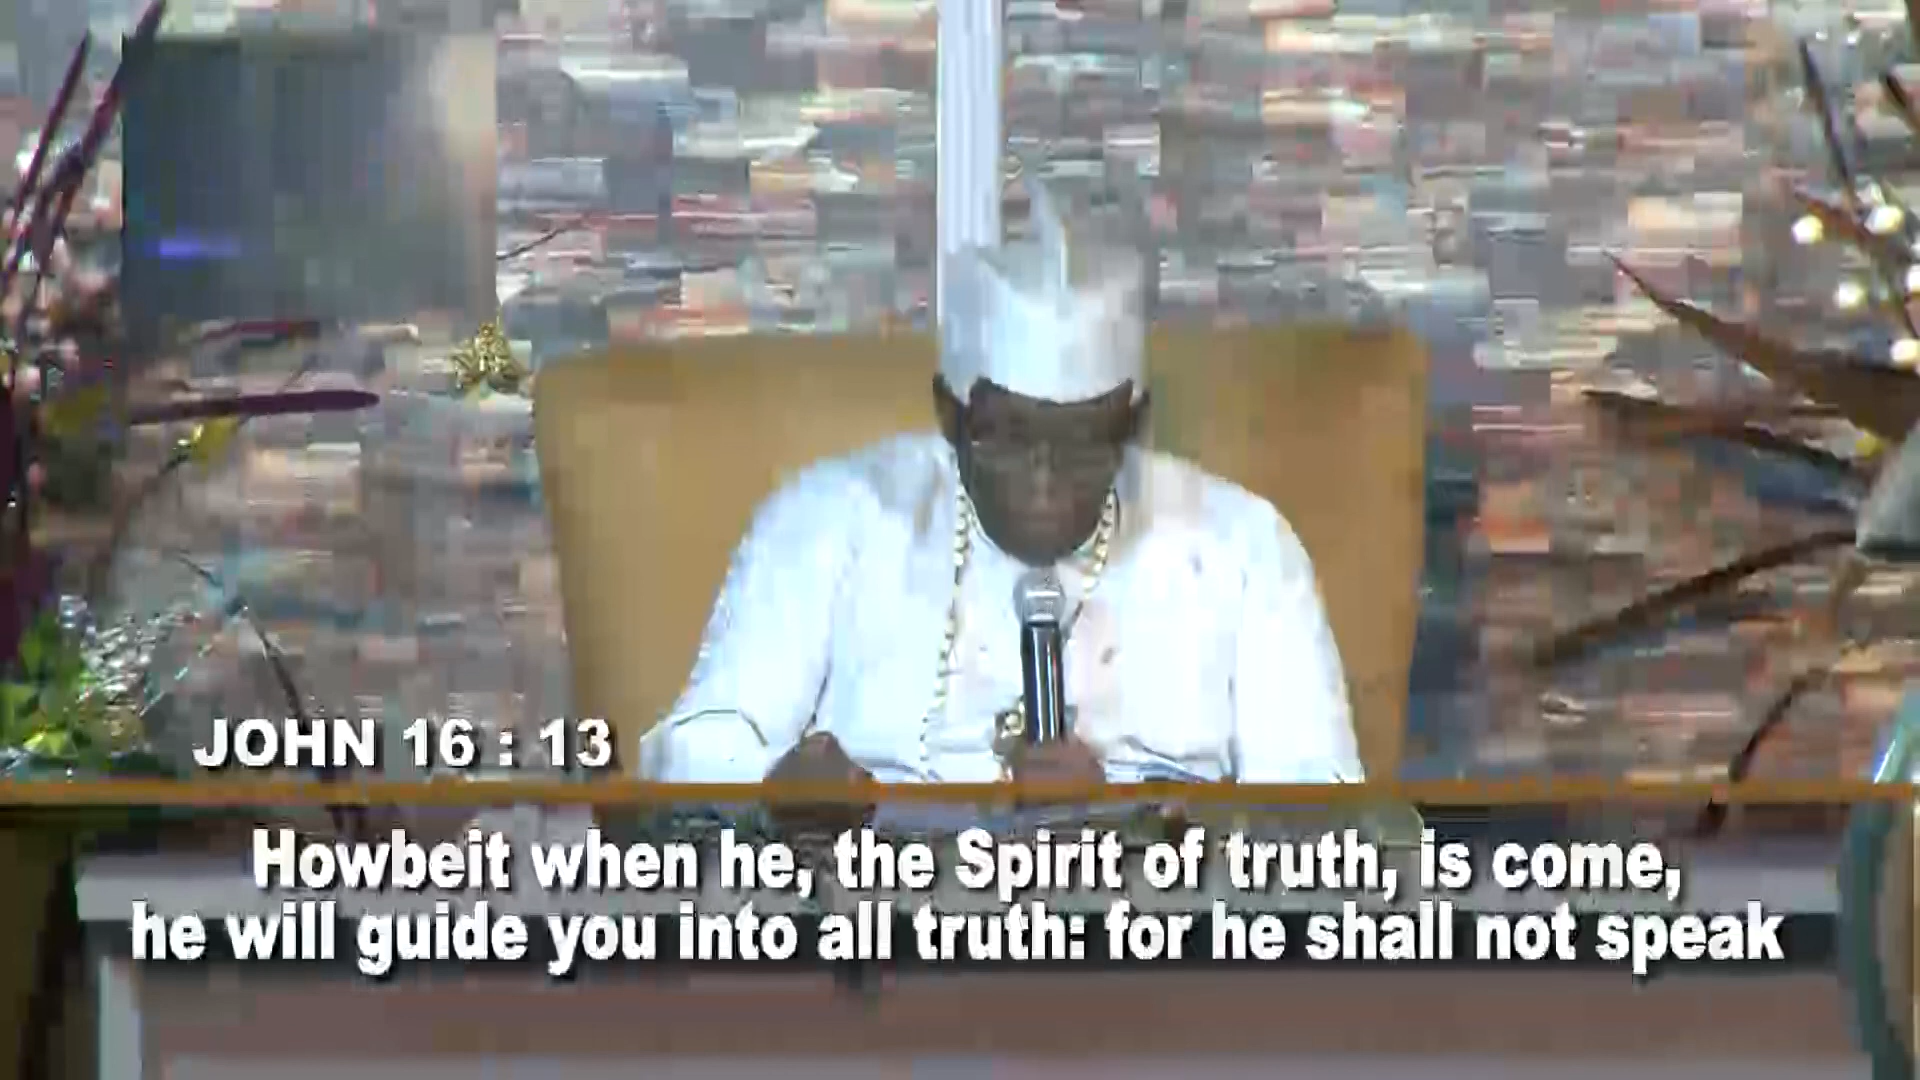 JOHN 16 : 13
Howbeit when he, the Spirit of truth, is come,
he will guide you into all truth: for he shall not speak